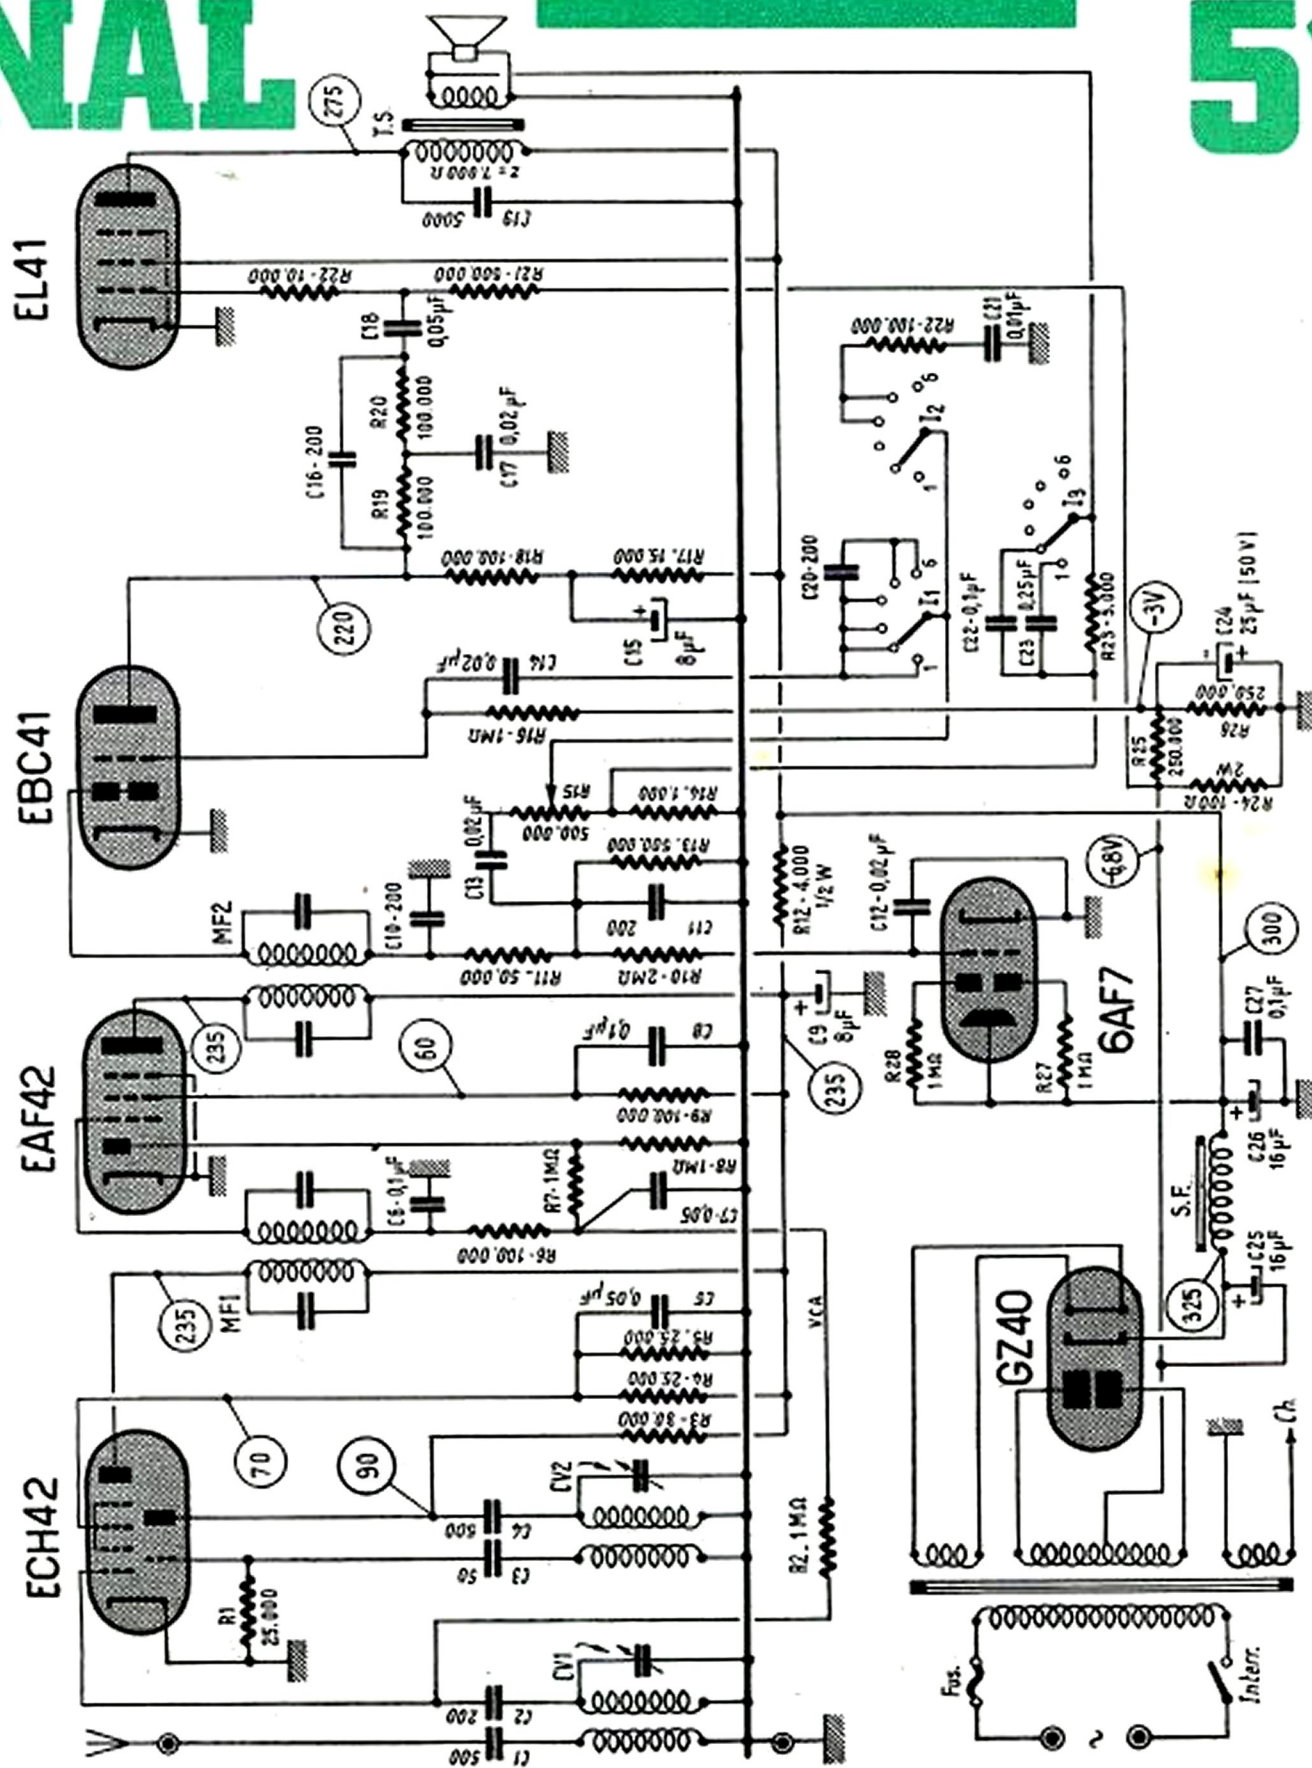 NAL
5
EL41
275
T.S.
Z = 7.000 Ω
5000
C19
R22-10.000
R21-500.000
C18
0,05µF
C16-200
R20
100.000
R19
100.000
C17
0,02µF
R22-100.000
C21
0,01µF
6
I2
1
EBC41
220
R18-100.000
R17.15.000
C15
8µF
C20-200
6
I1
1
6
I3
1
C22-0,1µF
0,25µF
C23
R23-5.000
-3V
C24
25µF (50V)
0,02µF
C14
R16-1MΩ
R25
250.000
250.000
R26
2W
R24-100Ω
MF2
C10-200
C13
0,02µF
R15
500.000
R14.1.000
R13.500.000
C11
200
R11-50.000
R10-2MΩ
R12-4.000
1/2W
C12-0,02µF
-6,8V
300
EAF42
235
60
0,1µF
C8
R9-100.000
R8-1MΩ
C9
8µF
235
R28
1MΩ
R27
1MΩ
6AF7
C27
0,1µF
C26
16µF
S.F.
C6-0,1µF
R7-1MΩ
C7-0,05
R6-100.000
C25
16µF
325
235
MF1
0,05µF
C5
R5.25.000
R4-25.000
R3-30.000
VCA
GZ40
ECH42
70
90
CV2
500
C4
50
C3
R1
25.000
R2.1MΩ
Ch.
CV1
200
C2
500
C1
Fus.
Interr.
~